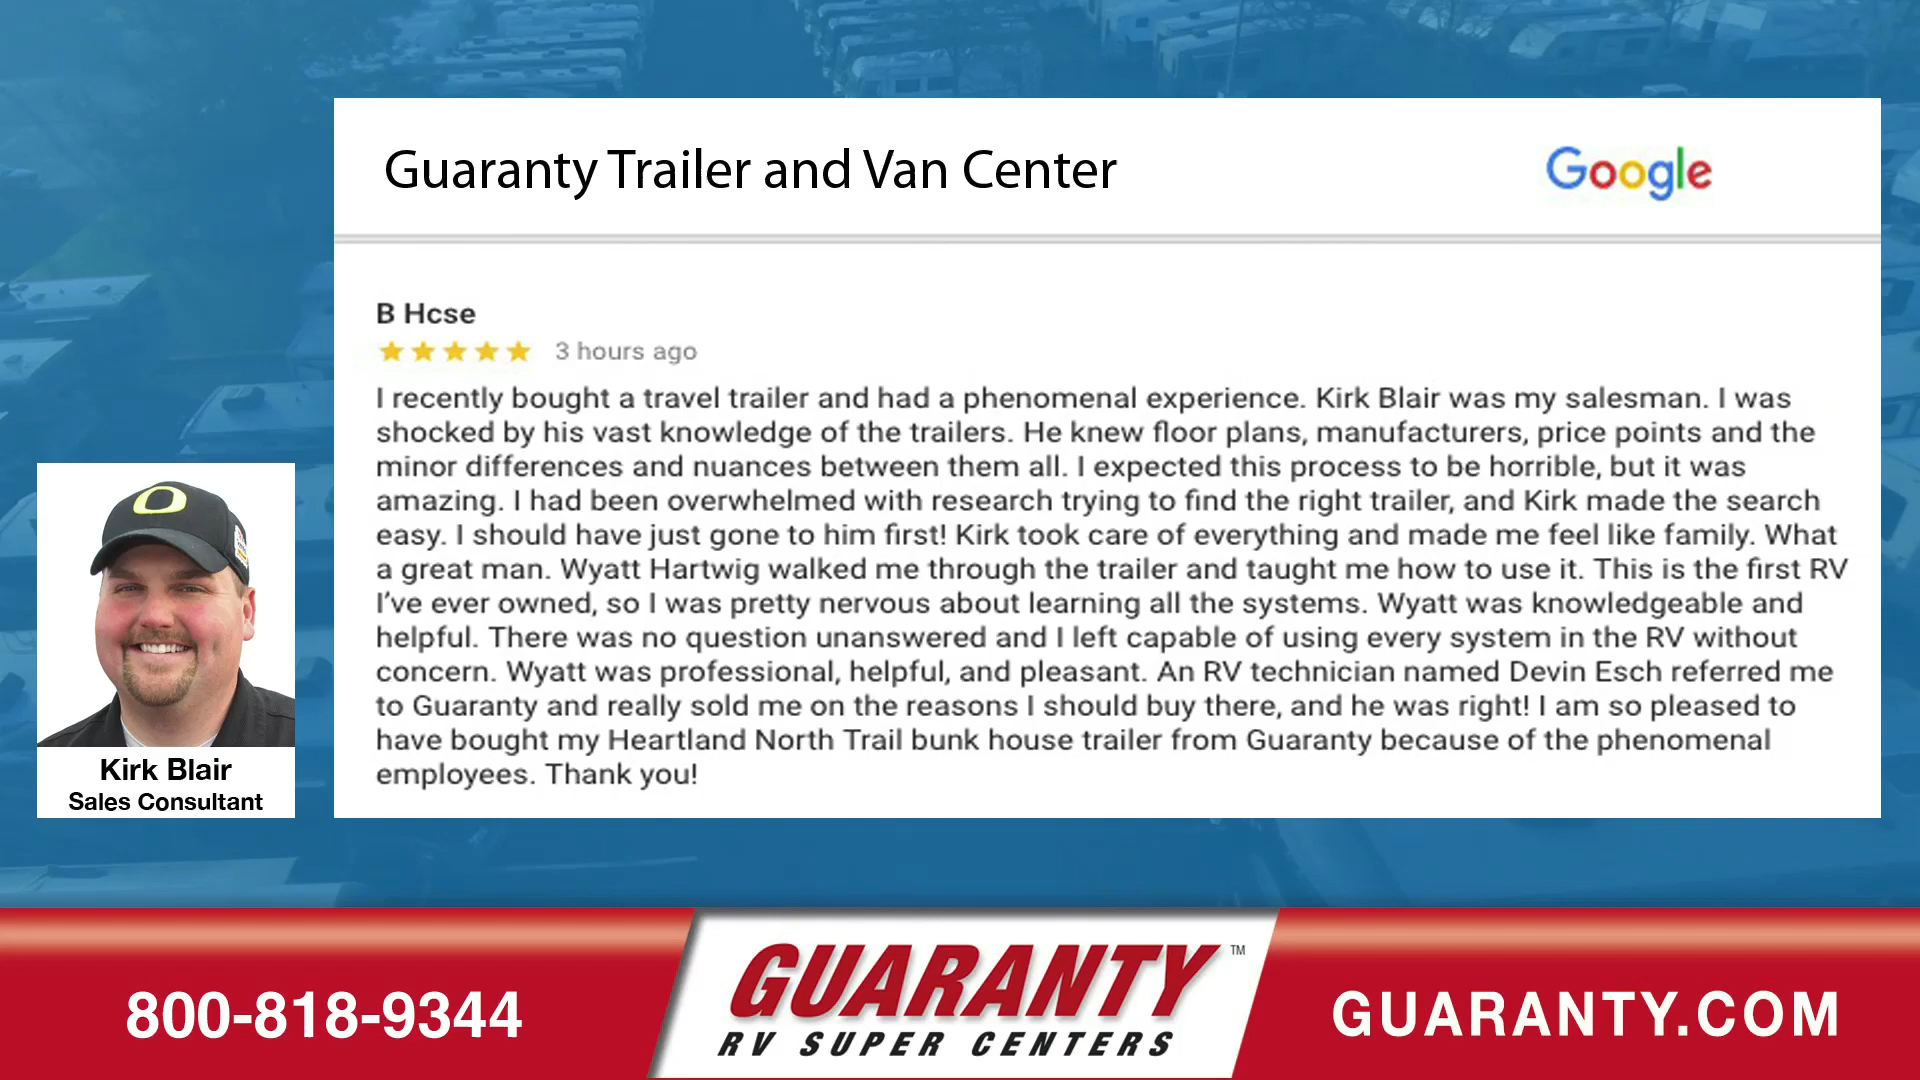 Guaranty Trailer and Van Center
Google
B Hcse
3 hours ago
I recently bought a travel trailer and had a phenomenal experience. Kirk Blair was my salesman. I was
shocked by his vast knowledge of the trailers. He knew floor plans, manufacturers, price points and the
minor differences and nuances between them all. I expected this process to be horrible, but it was
amazing. I had been overwhelmed with research trying to find the right trailer, and Kirk made the search
easy. I should have just gone to him first! Kirk took care of everything and made me feel like family. What
a great man. Wyatt Hartwig walked me through the trailer and taught me how to use it. This is the first RV
I've ever owned, so I was pretty nervous about learning all the systems. Wyatt was knowledgeable and
helpful. There was no question unanswered and I left capable of using every system in the RV without
concern. Wyatt was professional, helpful, and pleasant. An RV technician named Devin Esch referred me
to Guaranty and really sold me on the reasons I should buy there, and he was right! I am so pleased to
have bought my Heartland North Trail bunk house trailer from Guaranty because of the phenomenal
employees. Thank you!
O
Kirk Blair
Sales Consultant
800-818-9344
GUARANTY™
RV SUPER CENTERS
GUARANTY.COM